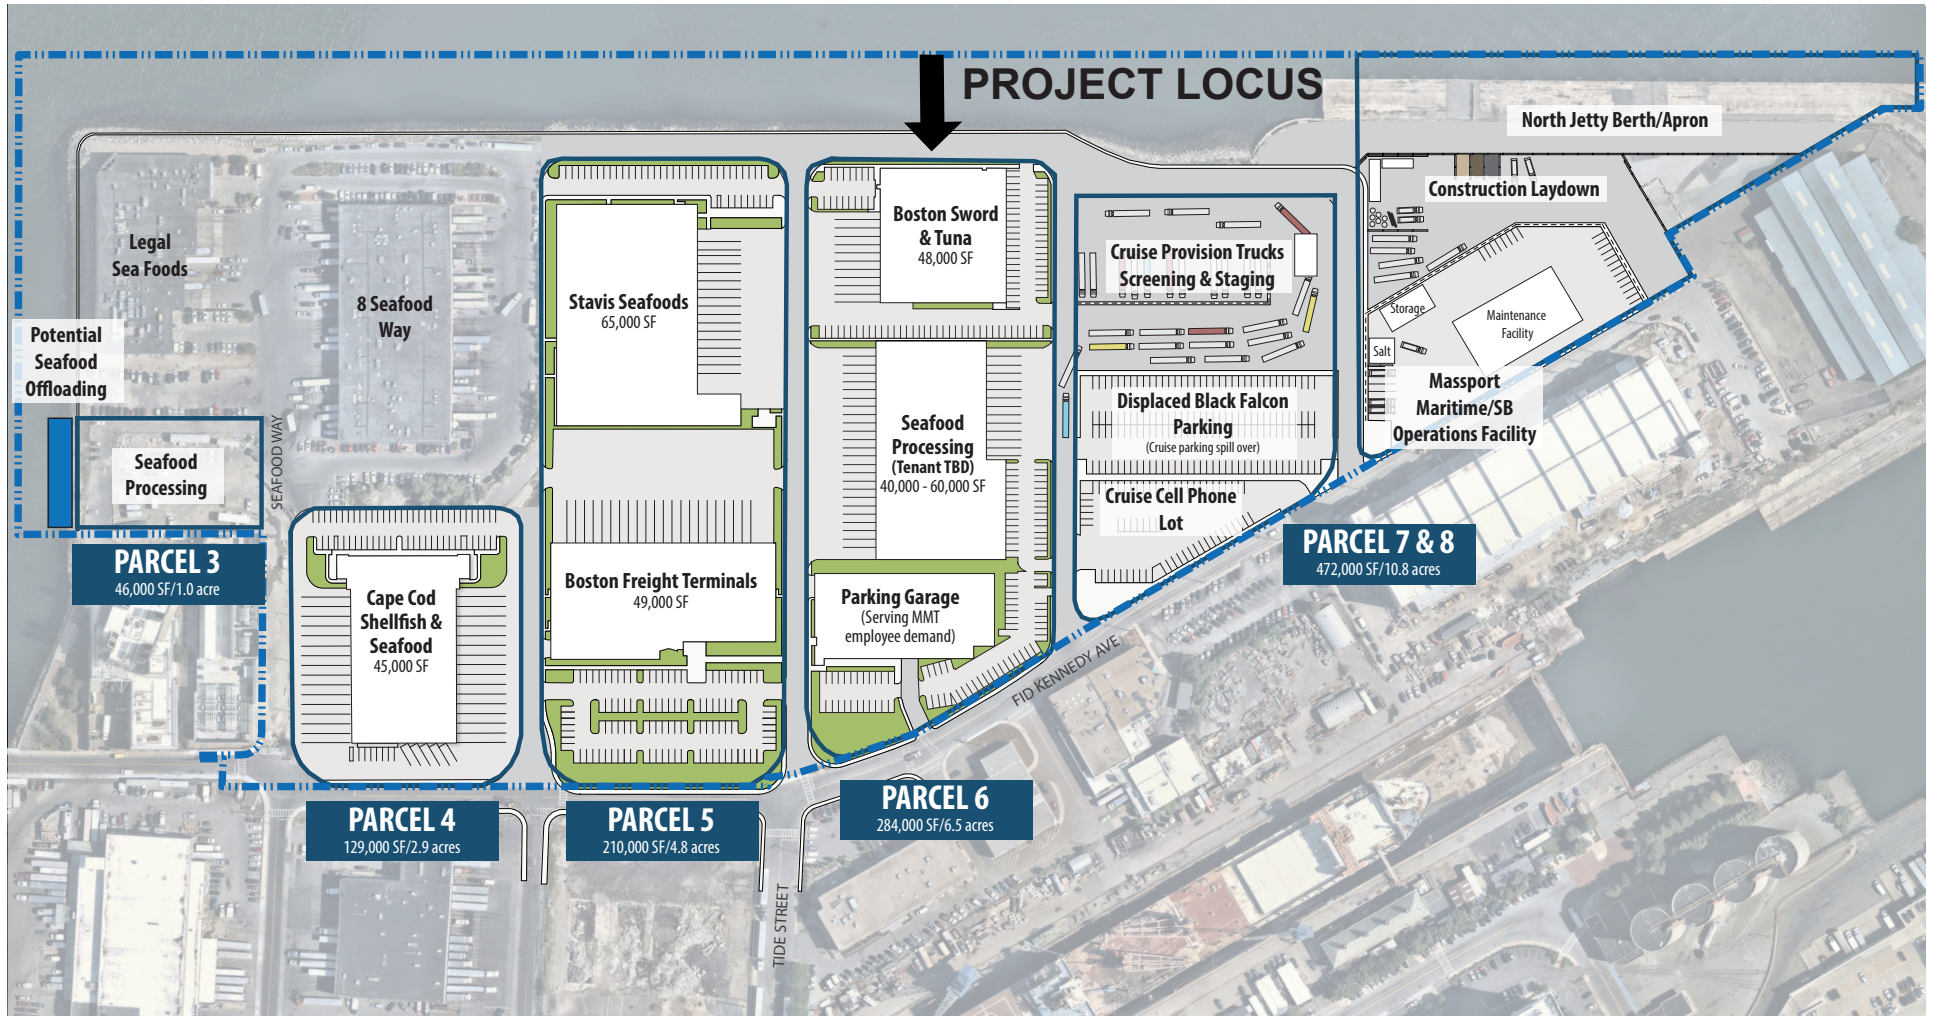 PROJECT LOCUS
North Jetty Berth/Apron
Construction Laydown
Legal
Sea Foods
8 Seafood
Way
Potential
Seafood
Offloading
Seafood
Processing
SEAFOOD WAY
PARCEL 3
46,000 SF/1.0 acre
Cape Cod
Shellfish &
Seafood
45,000 SF
PARCEL 4
129,000 SF/2.9 acres
Stavis Seafoods
65,000 SF
Boston Freight Terminals
49,000 SF
PARCEL 5
210,000 SF/4.8 acres
Boston Sword
& Tuna
48,000 SF
Seafood
Processing
(Tenant TBD)
40,000 - 60,000 SF
Parking Garage
(Serving MMT
employee demand)
PARCEL 6
284,000 SF/6.5 acres
TIDE STREET
FID KENNEDY AVE
Cruise Provision Trucks
Screening & Staging
Displaced Black Falcon
Parking
(Cruise parking spill over)
Cruise Cell Phone
Lot
Storage
Maintenance
Facility
Salt
Massport
Maritime/SB
Operations Facility
PARCEL 7 & 8
472,000 SF/10.8 acres